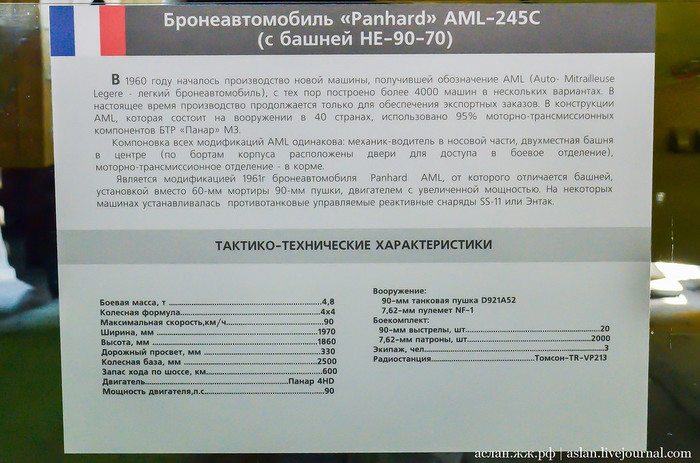 Бронеавтомобиль «Panhard» AML-245C
(с башней НЕ-90-70)
В 1960 году началось производство новой машины, получившей обозначение AML (Auto- Mitrailleuse
Legere - легкий бронеавтомобиль), с тех пор построено более 4000 машин в нескольких вариантах. В
настоящее время производство продолжается только для обеспечения экспортных заказов. В конструкции
AML, которая состоит на вооружении в 40 странах, использовано 95% моторно-трансмиссионных
компонентов БТР «Панар» М3.
Компоновка всех модификаций AML одинакова: механик-водитель в носовой части, двухместная башня
в центре (по бортам корпуса расположены двери для доступа в боевое отделение),
моторно-трансмиссионное отделение - в корме.
Является модификацией 1961г бронеавтомобиля Panhard AML, от которого отличается башней,
установкой вместо 60-мм мортиры 90-мм пушки, двигателем с увеличенной мощностью. На некоторых
машинах устанавливалась противотанковые управляемые реактивные снаряды SS-11 или Энтак.
ТАКТИКО-ТЕХНИЧЕСКИЕ ХАРАКТЕРИСТИКИ
Боевая масса, т ...4,8
Колесная формула...4х4
Максимальная скорость,км/ч...90
Ширина, мм ...1970
Высота, мм ...1860
Дорожный просвет, мм ...330
Колесная база, мм ...2500
Запас хода по шоссе, км...600
Двигатель...Панар 4HD
Мощность двигателя,л.с...90
Вооружение:
90-мм танковая пушка D921A52
7,62-мм пулемет NF-1
Боекомплект:
90-мм выстрелы, шт...20
7,62-мм патроны, шт...2000
Экипаж, чел...3
Радиостанция...Томсон-TR-VP213
аслан.жж.рф | aslan.livejournal.com